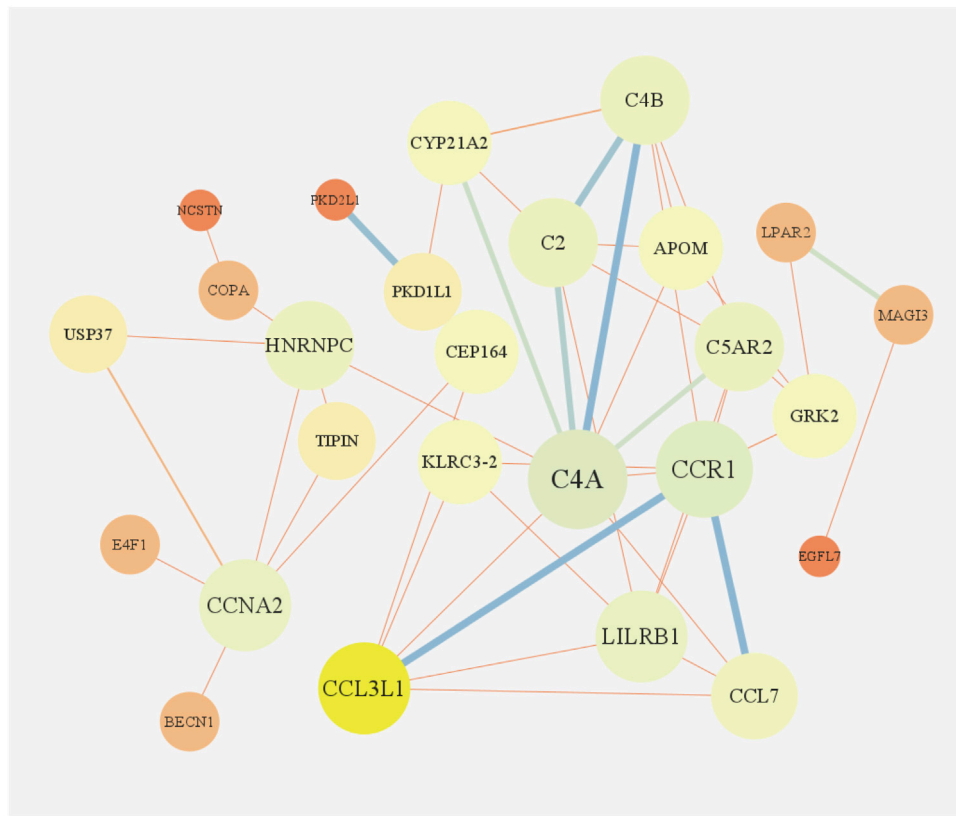 C4B
CYP21A2
PKD2L1
NCSTN
LPAR2
C2
APOM
COPA
PKD1L1
MAGI3
USP37
HNRNPC
CEP164
C5AR2
GRK2
TIPIN
KLRC3-2
C4A
CCR1
E4F1
EGFL7
CCNA2
LILRB1
CCL3L1
CCL7
BECN1